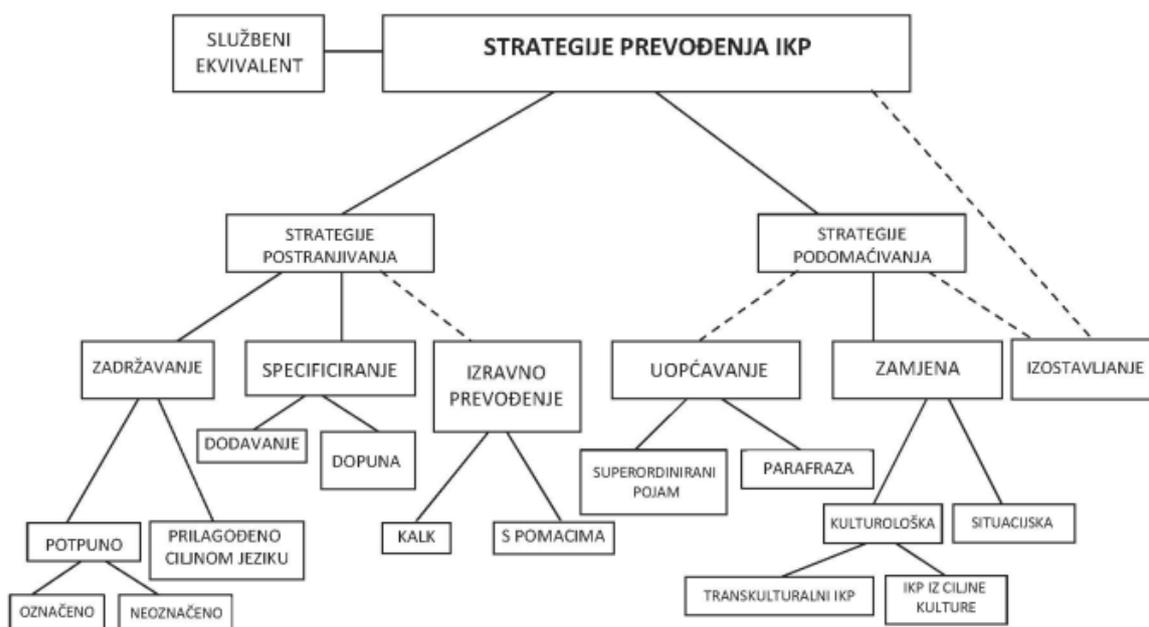 SLUŽBENI
EKVIVALENT
STRATEGIJE PREVOĐENJA IKP
STRATEGIJE
POSTRANJIVANJA
STRATEGIJE
PODOMAĆIVANJA
ZADRŽAVANJE
SPECIFICIRANJE
IZRAVNO
PREVOĐENJE
UOPĆAVANJE
ZAMJENA
IZOSTAVLJANJE
DODAVANJE
DOPUNA
SUPERORDINIRANI
POJAM
PARAFRAZA
POTPUNO
PRILAGOĐENO
CILJNOM JEZIKU
KALK
S POMACIMA
KULTUROLOŠKA
SITUACIJSKA
OZNAČENO
NEOZNAČENO
TRANSKULTURALNI IKP
IKP IZ CILJNE
KULTURE